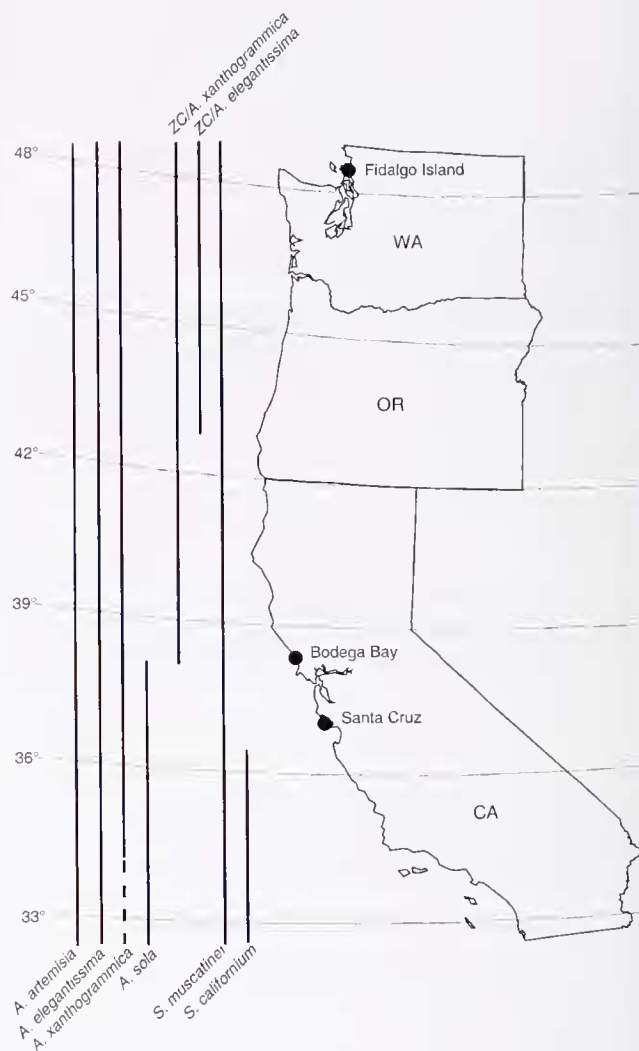 ZC/A. xanthogrammica
ZC/A. elegantissima
48°
Fidalgo Island
WA
45°
OR
42°
39°
Bodega Bay
Santa Cruz
36°
CA
33°
A. artemisia
A. elegantissima
A. xanthogrammica
A. sola
S. muscatinei
S. californium